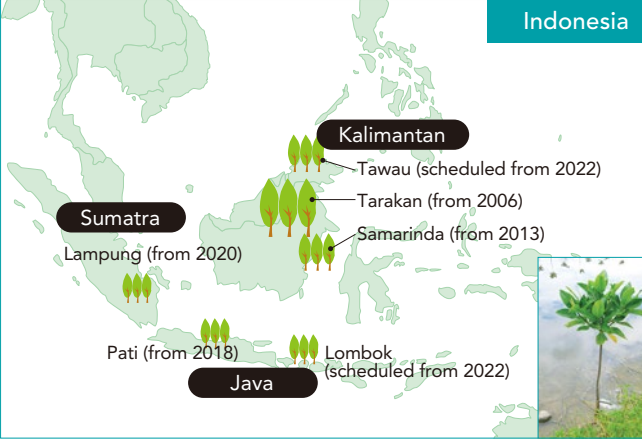 Indonesia
Kalimantan
Tawau (scheduled from 2022)
Tarakan (from 2006)
Samarinda (from 2013)
Sumatra
Lampung (from 2020)
Pati (from 2018)
Lombok
(scheduled from 2022)
Java